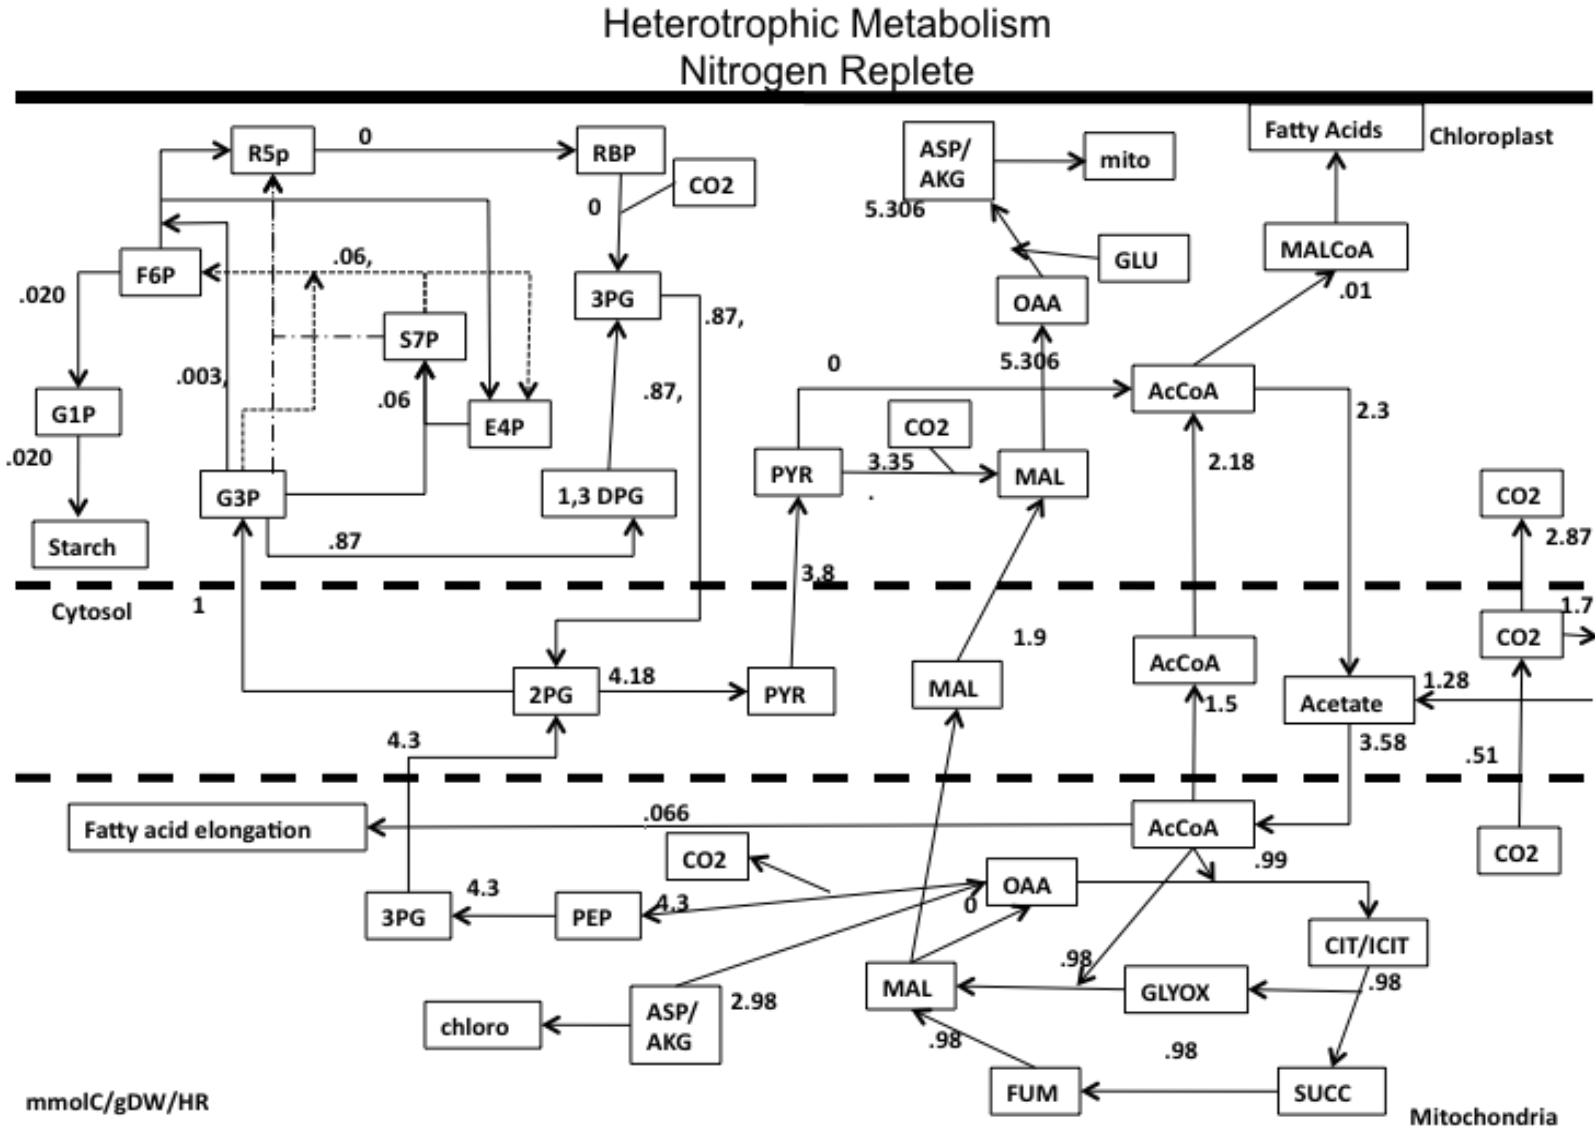 Heterotrophic Metabolism
Nitrogen Replete
R5p
0
RBP
CO2
0
ASP/
AKG
5.306
mito
Fatty Acids
Chloroplast
F6P
.06,
.020
3PG
.87,
GLU
OAA
MALCoA
.01
S7P
.003,
.06
E4P
.87,
G1P
.020
0
5.306
AcCoA
2.3
CO2
PYR
3.35
.
MAL
2.18
CO2
2.87
G3P
1,3 DPG
Starch
.87
3.8
Cytosol
1
1.9
AcCoA
CO2
1.7
2PG
4.18
PYR
MAL
1.5
Acetate
1.28
4.3
3.58
.51
Fatty acid elongation
.066
AcCoA
CO2
CO2
.99
OAA
0
3PG
4.3
PEP
4.3
CIT/ICIT
.98
MAL
GLYOX
.98
chloro
ASP/
AKG
2.98
.98
.98
FUM
SUCC
mmolC/gDW/HR
Mitochondria